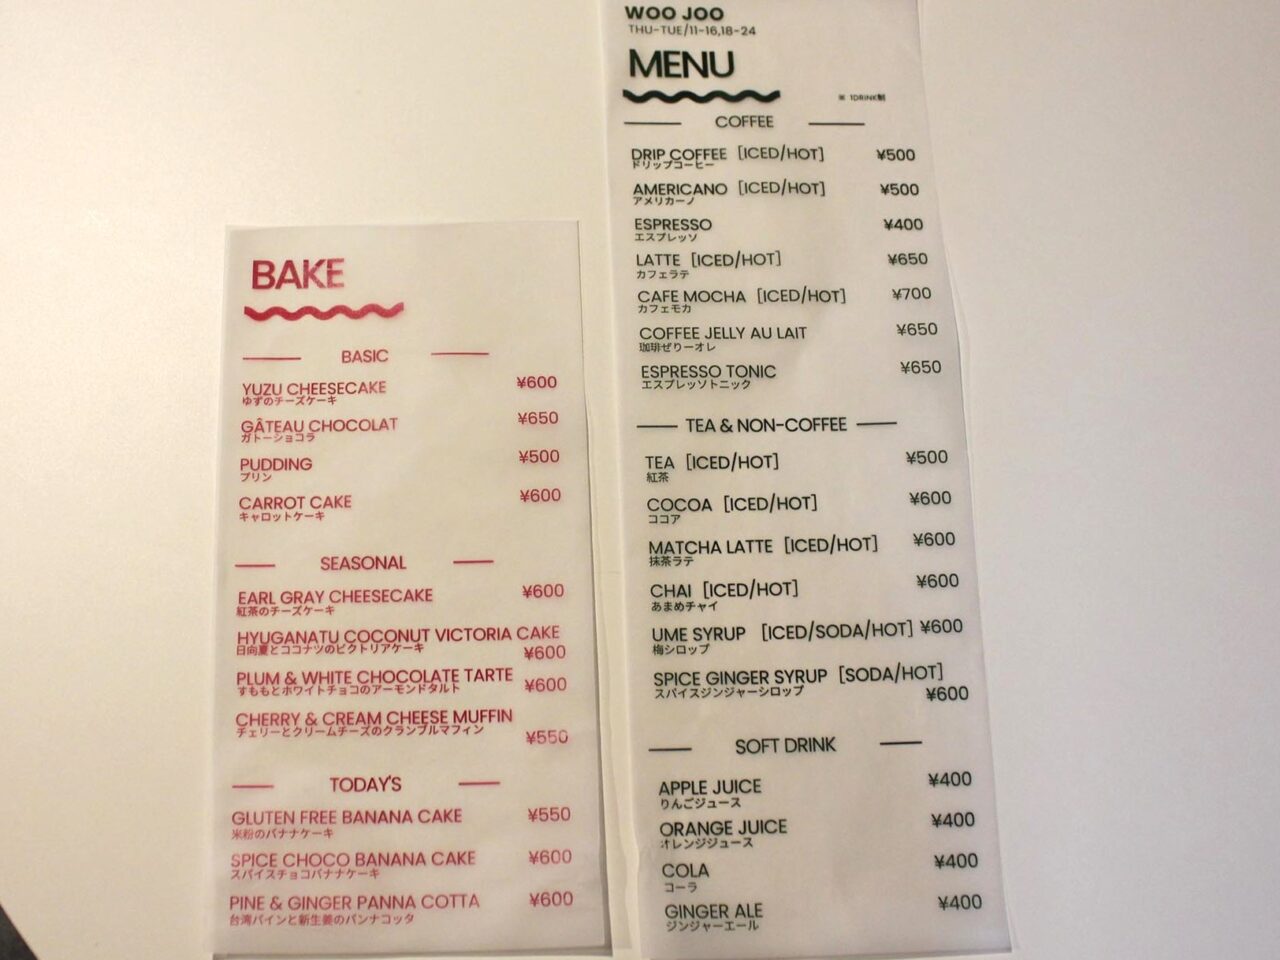 BAKE
BASIC
YUZU CHEESECAKE ¥600
ゆずのチーズケーキ
GÂTEAU CHOCOLAT ¥650
ガトーショコラ
PUDDING ¥500
プリン
CARROT CAKE ¥600
キャロットケーキ
SEASONAL
EARL GRAY CHEESECAKE ¥600
紅茶のチーズケーキ
HYUGANATU COCONUT VICTORIA CAKE
日向夏とココナツのビクトリアケーキ ¥600
PLUM & WHITE CHOCOLATE TARTE ¥600
すももとホワイトチョコのアーモンドタルト
CHERRY & CREAM CHEESE MUFFIN
チェリーとクリームチーズのクランブルマフィン ¥550
TODAY'S
GLUTEN FREE BANANA CAKE ¥550
米粉のバナナケーキ
SPICE CHOCO BANANA CAKE ¥600
スパイスチョコバナナケーキ
PINE & GINGER PANNA COTTA ¥600
台湾パインと新生姜のパンナコッタ
WOO JOO
THU-TUE/11-16,18-24
MENU
※ 1DRINK制
COFFEE
DRIP COFFEE [ICED/HOT] ¥500
ドリップコーヒー
AMERICANO [ICED/HOT] ¥500
アメリカーノ
ESPRESSO ¥400
エスプレッソ
LATTE [ICED/HOT] ¥650
カフェラテ
CAFE MOCHA [ICED/HOT] ¥700
カフェモカ
COFFEE JELLY AU LAIT ¥650
珈琲ぜりーオレ
ESPRESSO TONIC ¥650
エスプレッソトニック
TEA & NON-COFFEE
TEA [ICED/HOT] ¥500
紅茶
COCOA [ICED/HOT] ¥600
ココア
MATCHA LATTE [ICED/HOT] ¥600
抹茶ラテ
CHAI [ICED/HOT] ¥600
あまめチャイ
UME SYRUP [ICED/SODA/HOT] ¥600
梅シロップ
SPICE GINGER SYRUP [SODA/HOT]
スパイスジンジャーシロップ ¥600
SOFT DRINK
APPLE JUICE ¥400
りんごジュース
ORANGE JUICE ¥400
オレンジジュース
COLA ¥400
コーラ
GINGER ALE ¥400
ジンジャーエール